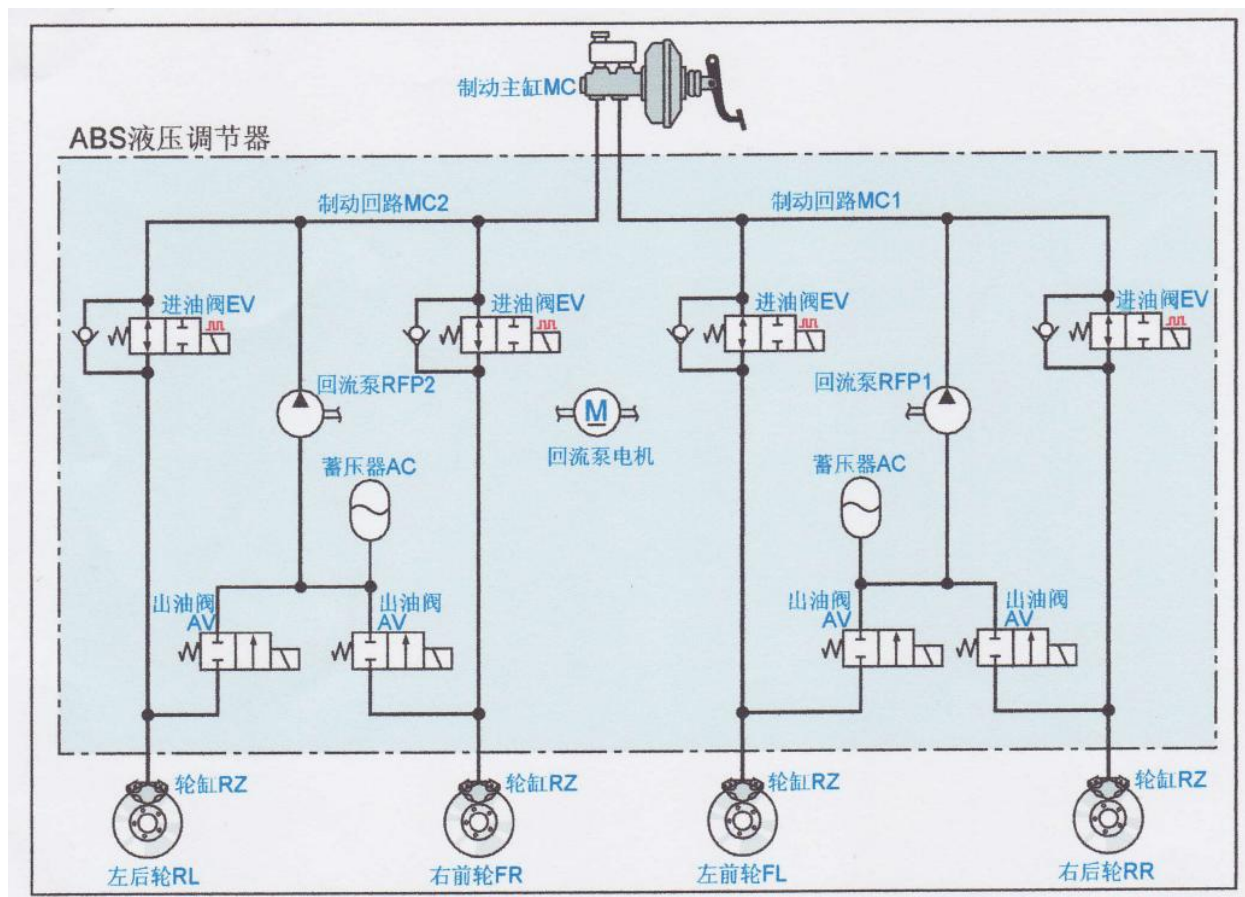 制动主缸MC
ABS液压调节器
制动回路MC2
制动回路MC1
进油阀EV
进油阀EV
进油阀EV
进油阀EV
回流泵RFP2
回流泵RFP1
M
回流泵电机
蓄压器AC
蓄压器AC
出油阀
AV
出油阀
AV
出油阀
AV
出油阀
AV
轮缸RZ
轮缸RZ
轮缸RZ
轮缸RZ
左后轮RL
右前轮FR
左前轮FL
右后轮RR